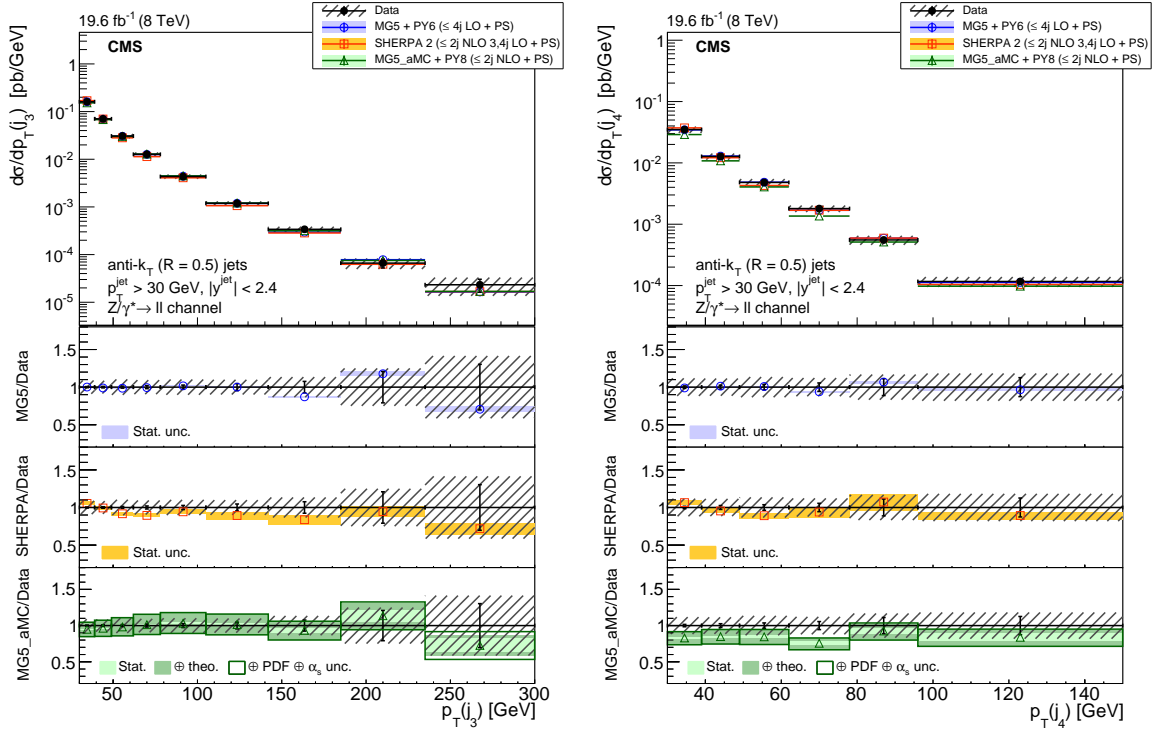 19.6 fb⁻¹ (8 TeV)
Data
MG5 + PY6 (≤ 4j LO + PS)
SHERPA 2 (≤ 2j NLO 3,4j LO + PS)
MG5_aMC + PY8 (≤ 2j NLO + PS)
CMS
dσ/dp_T(j_3) [pb/GeV]
10⁻¹
10⁻²
10⁻³
10⁻⁴
10⁻⁵
anti-k_T (R = 0.5) jets
p_T^jet > 30 GeV, |y^jet| < 2.4
Z/γ* → ll channel
MG5/Data
1.5
1
0.5
Stat. unc.
SHERPA/Data
1.5
1
0.5
Stat. unc.
MG5_aMC/Data
1.5
1
0.5
Stat.
⊕ theo.
⊕ PDF ⊕ α_s unc.
50 100 150 200 250 300
p_T(j_3) [GeV]
19.6 fb⁻¹ (8 TeV)
Data
MG5 + PY6 (≤ 4j LO + PS)
SHERPA 2 (≤ 2j NLO 3,4j LO + PS)
MG5_aMC + PY8 (≤ 2j NLO + PS)
CMS
dσ/dp_T(j_4) [pb/GeV]
1
10⁻¹
10⁻²
10⁻³
10⁻⁴
anti-k_T (R = 0.5) jets
p_T^jet > 30 GeV, |y^jet| < 2.4
Z/γ* → ll channel
MG5/Data
1.5
1
0.5
Stat. unc.
SHERPA/Data
1.5
1
0.5
Stat. unc.
MG5_aMC/Data
1.5
1
0.5
Stat.
⊕ theo.
⊕ PDF ⊕ α_s unc.
40 60 80 100 120 140
p_T(j_4) [GeV]